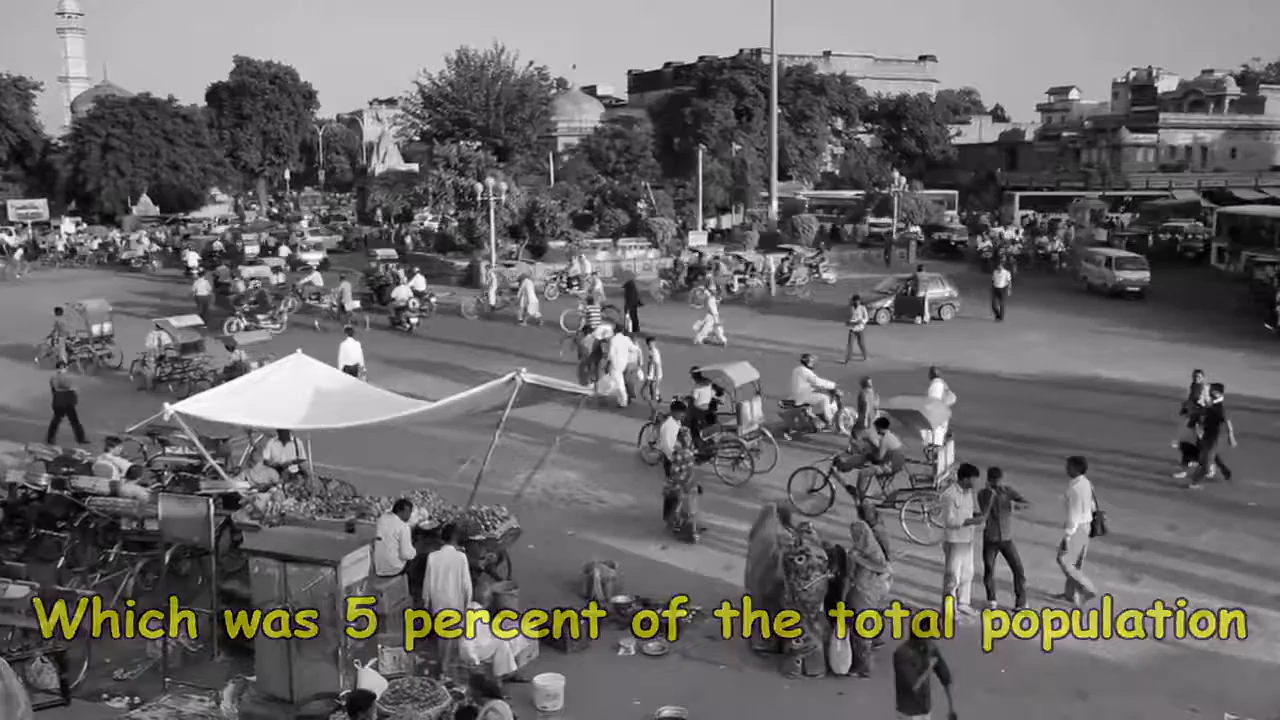 Which was 5 percent of the total population